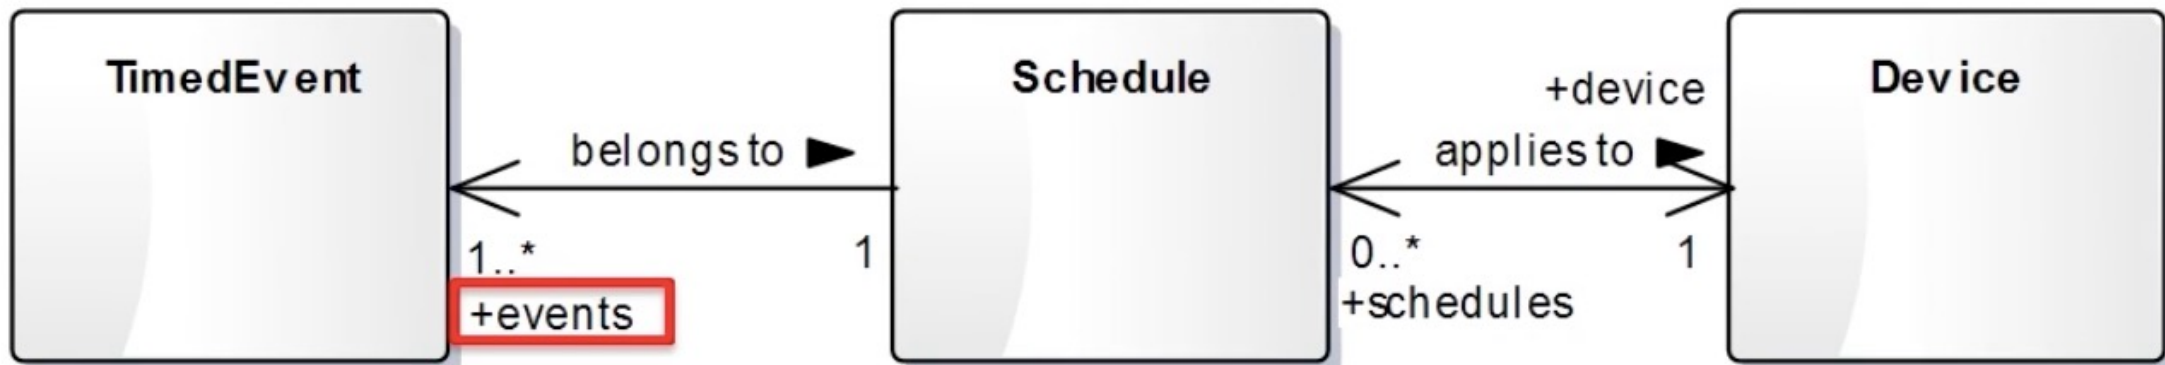 TimedEvent
belongs to
1..*
+events
1
Schedule
+device
applies to
0..*
+schedules
1
Device